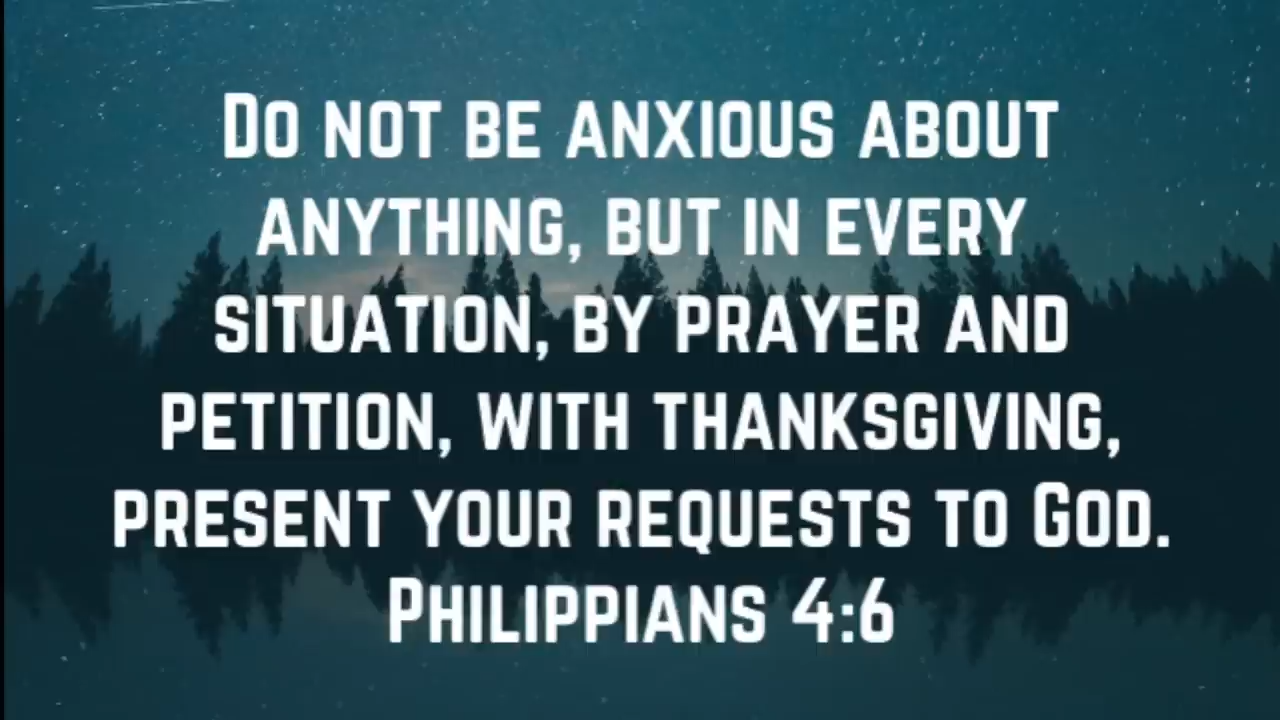 Do not be anxious about
anything, but in every
situation, by prayer and
petition, with thanksgiving,
present your requests to God.
Philippians 4:6